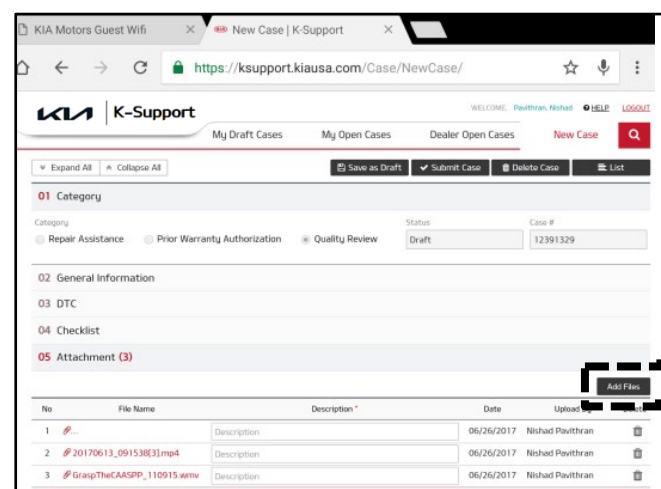 KIA Motors Guest Wifi
New Case | K-Support
https://ksupport.kiausa.com/Case/NewCase/
KIA K-Support
WELCOME, Pavithran, Nishad HELP LOGOUT
My Draft Cases My Open Cases Dealer Open Cases New Case
Expand All Collapse All Save as Draft Submit Case Delete Case List
01 Category
Category Status Case #
Repair Assistance Prior Warranty Authorization Quality Review Draft 12391329
02 General Information
03 DTC
04 Checklist
05 Attachment (3)
Add Files
No File Name Description * Date Upload
1 ... Description 06/26/2017 Nishad Pavithran
2 20170613_091538[3].mp4 Description 06/26/2017 Nishad Pavithran
3 GraspTheCAASPP_110915.wmv Description 06/26/2017 Nishad Pavithran